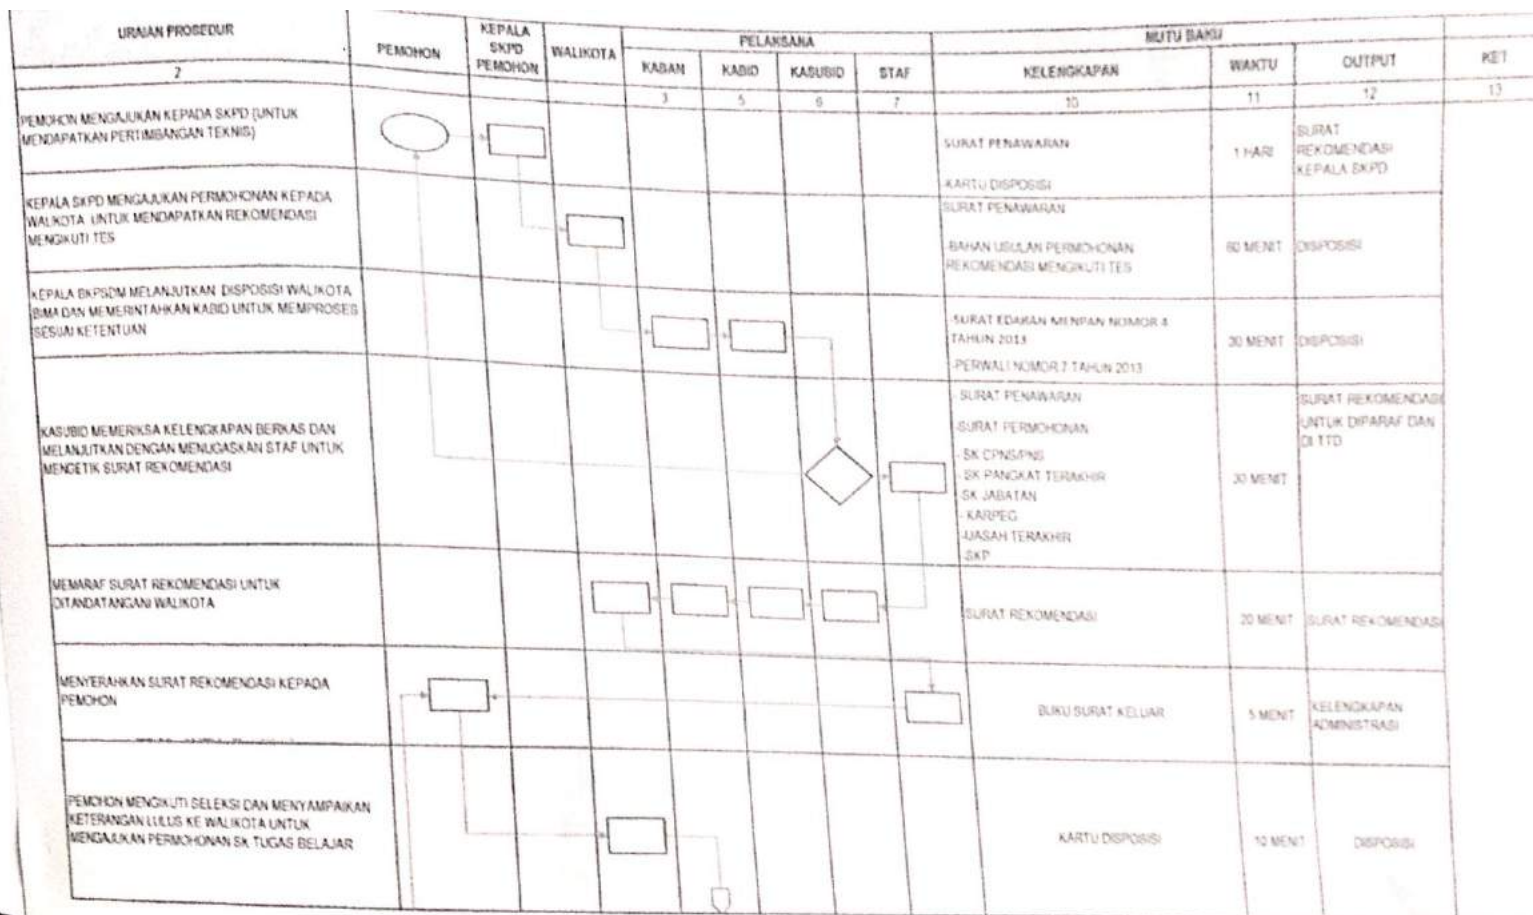 URAIAN PROSEDUR
PEMOHON
KEPALA
SKPD
PEMOHON
WALIKOTA
PELAKSANA
MUTU BAKU
KABAN
KABID
KASUBID
STAF
KELENGKAPAN
WAKTU
OUTPUT
KET
2
3
5
6
7
10
11
12
13
PEMOHON MENGAJUKAN KEPADA SKPD (UNTUK
MENDAPATKAN PERTIMBANGAN TEKNIS)
SURAT PENAWARAN
-KARTU DISPOSISI
1 HARI
SURAT
REKOMENDASI
KEPALA SKPD
KEPALA SKPD MENGAJUKAN PERMOHONAN KEPADA
WALIKOTA UNTUK MENDAPATKAN REKOMENDASI
MENGIKUTI TES
SURAT PENAWARAN
-BAHAN USULAN PERMOHONAN
REKOMENDASI MENGIKUTI TES
60 MENIT
DISPOSISI
KEPALA BKPSDM MELANJUTKAN DISPOSISI WALIKOTA
BIMA DAN MEMERINTAHKAN KABID UNTUK MEMPROSES
SESUAI KETENTUAN
-SURAT EDARAN MENPAN NOMOR 4
TAHUN 2013
-PERWALI NOMOR 7 TAHUN 2013
30 MENIT
DISPOSISI
KASUBID MEMERIKSA KELENGKAPAN BERKAS DAN
MELANJUTKAN DENGAN MENUGASKAN STAF UNTUK
MENGETIK SURAT REKOMENDASI
- SURAT PENAWARAN
-SURAT PERMOHONAN
- SK CPNS/PNS
- SK PANGKAT TERAKHIR
-SK JABATAN
- KARPEG
-IJASAH TERAKHIR
-SKP
30 MENIT
SURAT REKOMENDASI
UNTUK DIPARAF DAN
DI TTD
MEMARAF SURAT REKOMENDASI UNTUK
DITANDATANGANI WALIKOTA
SURAT REKOMENDASI
20 MENIT
SURAT REKOMENDASI
MENYERAHKAN SURAT REKOMENDASI KEPADA
PEMOHON
BUKU SURAT KELUAR
5 MENIT
KELENGKAPAN
ADMINISTRASI
PEMOHON MENGIKUTI SELEKSI DAN MENYAMPAIKAN
KETERANGAN LULUS KE WALIKOTA UNTUK
MENGAJUKAN PERMOHONAN SK TUGAS BELAJAR
KARTU DISPOSISI
10 MENIT
DISPOSISI